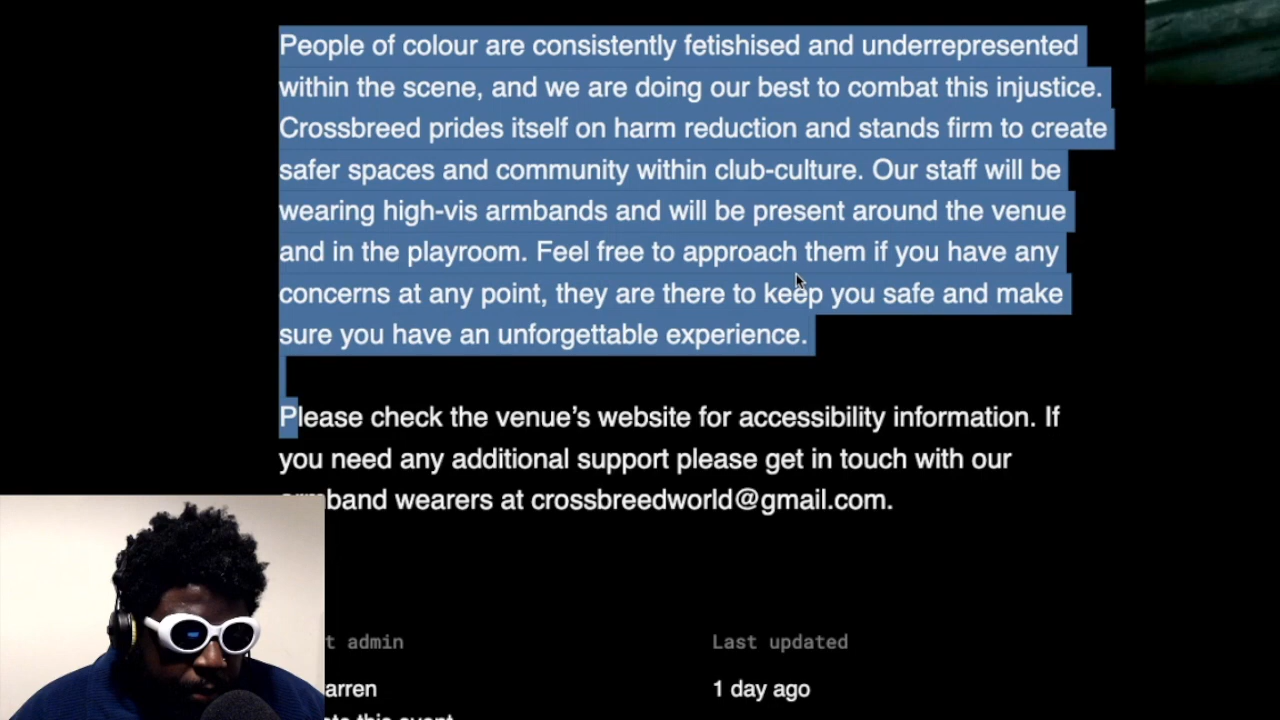 People of colour are consistently fetishised and underrepresented
within the scene, and we are doing our best to combat this injustice.
Crossbreed prides itself on harm reduction and stands firm to create
safer spaces and community within club-culture. Our staff will be
wearing high-vis armbands and will be present around the venue
and in the playroom. Feel free to approach them if you have any
concerns at any point, they are there to keep you safe and make
sure you have an unforgettable experience.
Please check the venue’s website for accessibility information. If
you need any additional support please get in touch with our
armband wearers at crossbreedworld@gmail.com.
admin
Last updated
arren
1 day ago
this event